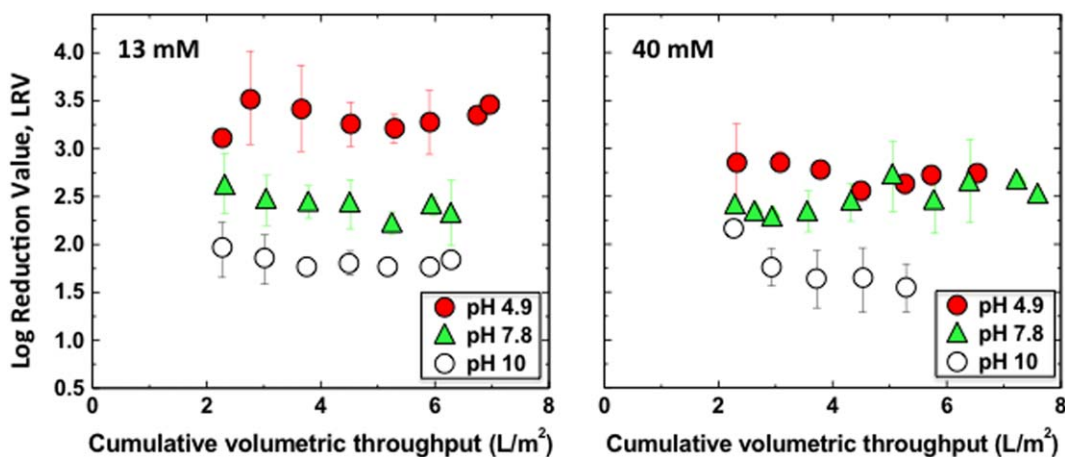 Log Reduction Value, LRV
4.0
3.5
3.0
2.5
2.0
1.5
1.0
0.5
13 mM
pH 4.9
pH 7.8
pH 10
0 2 4 6 8
Cumulative volumetric throughput (L/m²)
40 mM
pH 4.9
pH 7.8
pH 10
0 2 4 6 8
Cumulative volumetric throughput (L/m²)